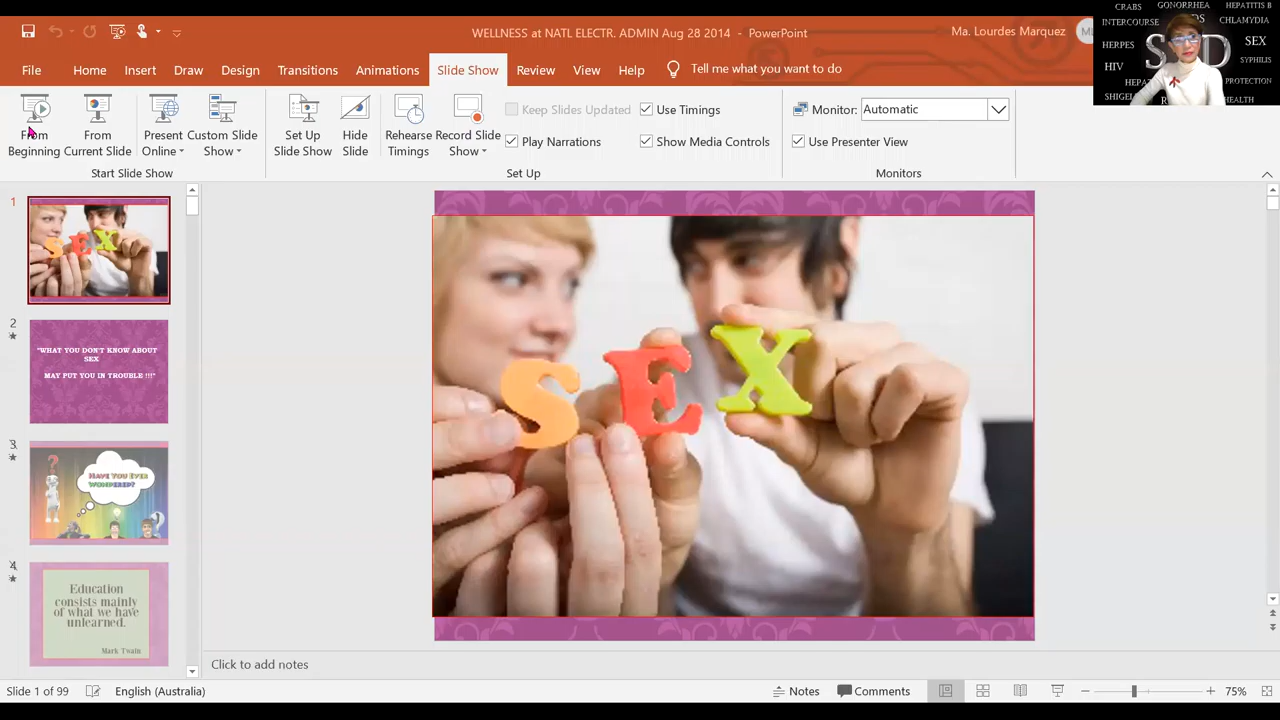 WELLNESS at NATL ELECTR. ADMIN Aug 28 2014 - PowerPoint
Ma. Lourdes Marquez
File Home Insert Draw Design Transitions Animations Slide Show Review View Help Tell me what you want to do
From Beginning
From Current Slide
Present Online
Custom Slide Show
Set Up Slide Show
Hide Slide
Rehearse Timings
Record Slide Show
Keep Slides Updated
Play Narrations
Use Timings
Show Media Controls
Monitor: Automatic
Use Presenter View
Start Slide Show
Set Up
Monitors
CRABS GONORRHEA HEPATITIS B
INTERCOURSE CHLAMYDIA
HERPES SEX
HIV SYPHILIS
PROTECTION
HEALTH
1
S E X
2
"WHAT YOU DON'T KNOW ABOUT
SEX
MAY PUT YOU IN TROUBLE !!!"
3
HAVE YOU EVER
WONDERED?
4
Education
consists mainly
of what we have
unlearned.
Mark Twain
SEX
Click to add notes
Slide 1 of 99 English (Australia) Notes Comments 75%